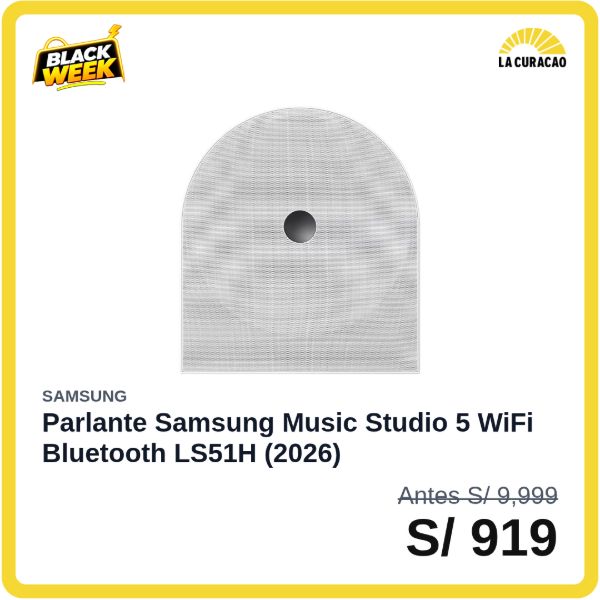 BLACK
WEEK
LA CURACAO
SAMSUNG
Parlante Samsung Music Studio 5 WiFi
Bluetooth LS51H (2026)
Antes S/ 9,999
S/ 919